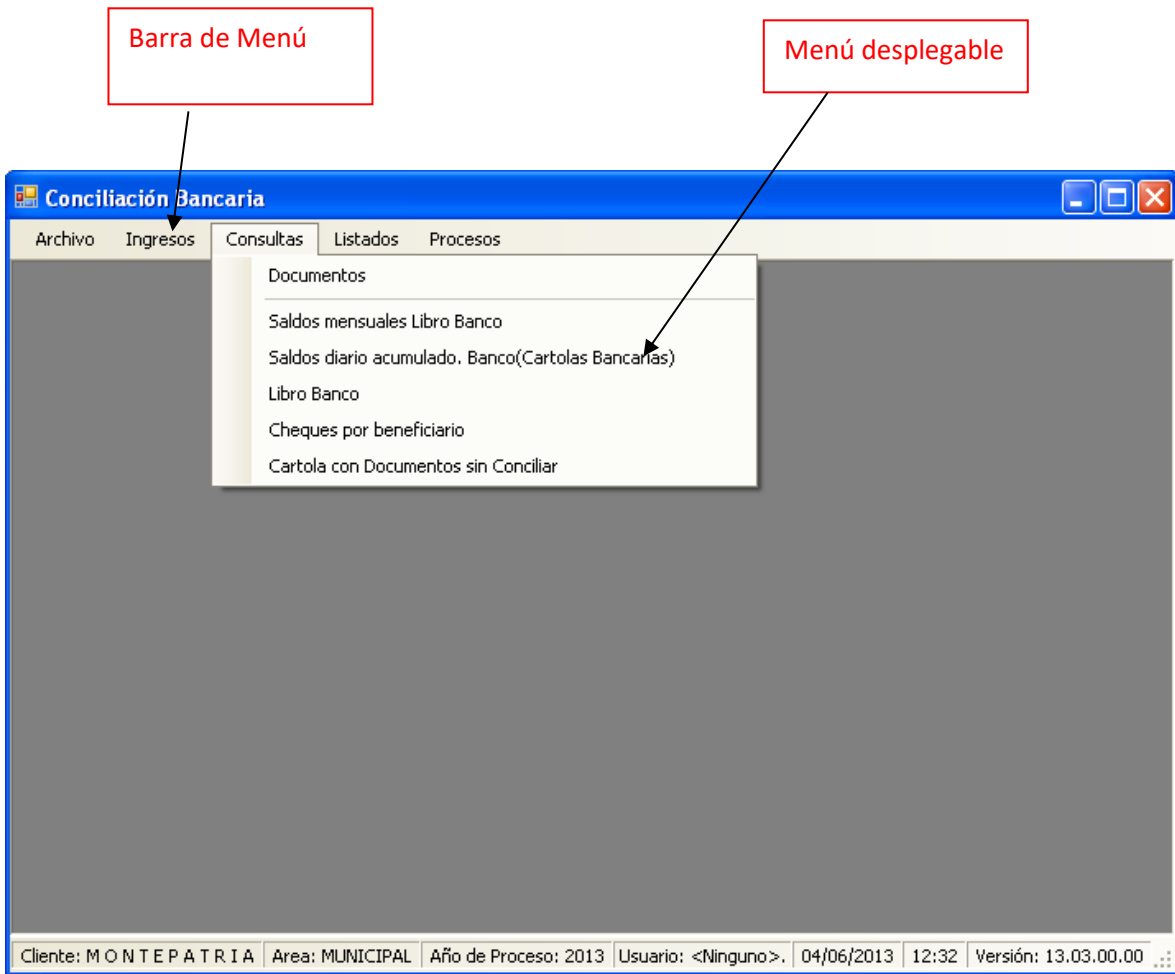 Barra de Menú
Menú desplegable
Conciliación Bancaria
Archivo Ingresos Consultas Listados Procesos
Documentos
Saldos mensuales Libro Banco
Saldos diario acumulado. Banco(Cartolas Bancarias)
Libro Banco
Cheques por beneficiario
Cartola con Documentos sin Conciliar
Cliente: M O N T E P A T R I A Area: MUNICIPAL Año de Proceso: 2013 Usuario: <Ninguno>. 04/06/2013 12:32 Versión: 13.03.00.00